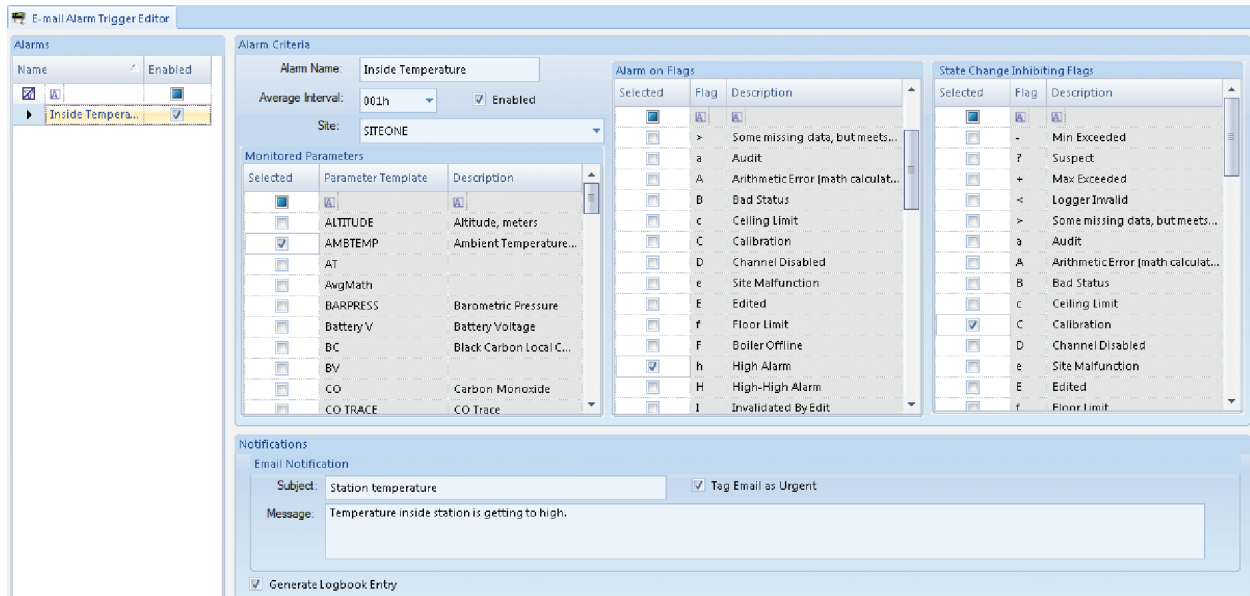 E-mail Alarm Trigger Editor
Alarms
Name Enabled
Inside Tempera...
Alarm Criteria
Alarm Name: Inside Temperature
Average Interval: 001h Enabled
Site: SITEONE
Monitored Parameters
Selected Parameter Template Description
ALTITUDE Altitude, meters
AMBTEMP Ambient Temperature...
AT
AvgMath
BARPRESS Barometric Pressure
Battery V Battery Voltage
BC Black Carbon Local C...
BV
CO Carbon Monoxide
CO TRACE CO Trace
Alarm on Flags
Selected Flag Description
> Some missing data, but meets...
a Audit
A Arithmetic Error (math calculat...
B Bad Status
c Ceiling Limit
C Calibration
D Channel Disabled
e Site Malfunction
E Edited
f Floor Limit
F Boiler Offline
h High Alarm
H High-High Alarm
I Invalidated By Edit
State Change Inhibiting Flags
Selected Flag Description
- Min Exceeded
? Suspect
+ Max Exceeded
< Logger Invalid
> Some missing data, but meets...
a Audit
A Arithmetic Error (math calculat...
B Bad Status
c Ceiling Limit
C Calibration
D Channel Disabled
e Site Malfunction
E Edited
f Floor Limit
Notifications
Email Notification
Subject: Station temperature Tag Email as Urgent
Message: Temperature inside station is getting to high.
Generate Logbook Entry